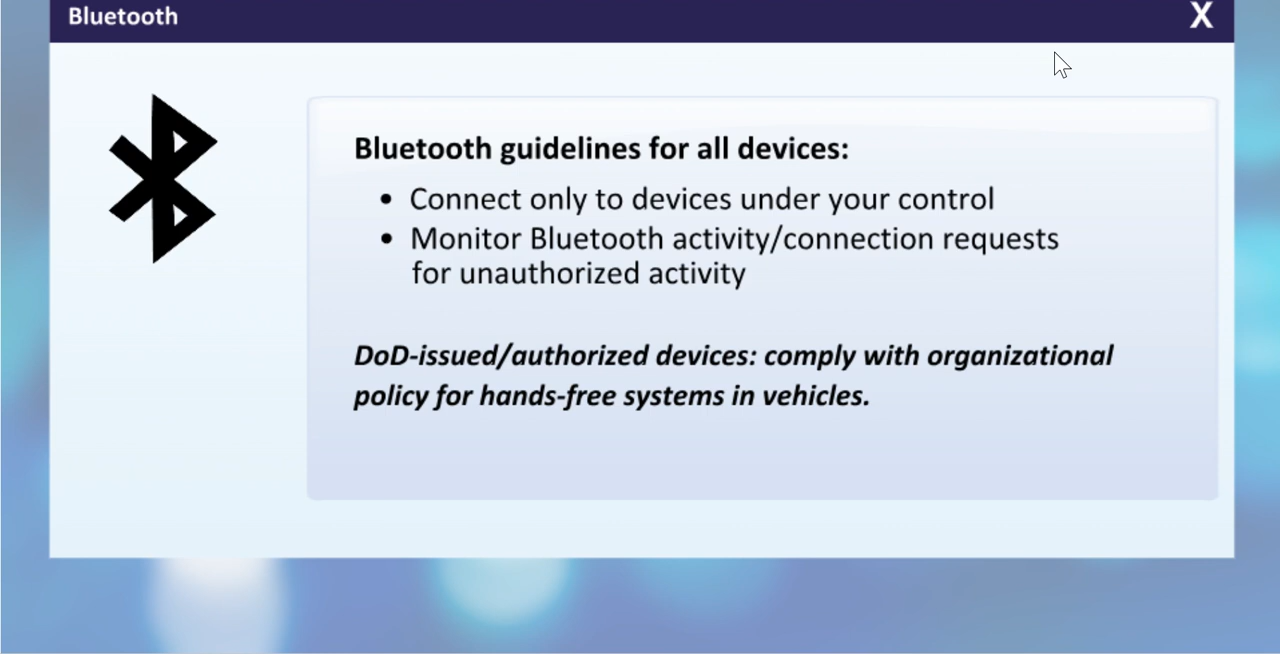 Bluetooth
X
Bluetooth guidelines for all devices:
• Connect only to devices under your control
• Monitor Bluetooth activity/connection requests
for unauthorized activity
DoD-issued/authorized devices: comply with organizational
policy for hands-free systems in vehicles.